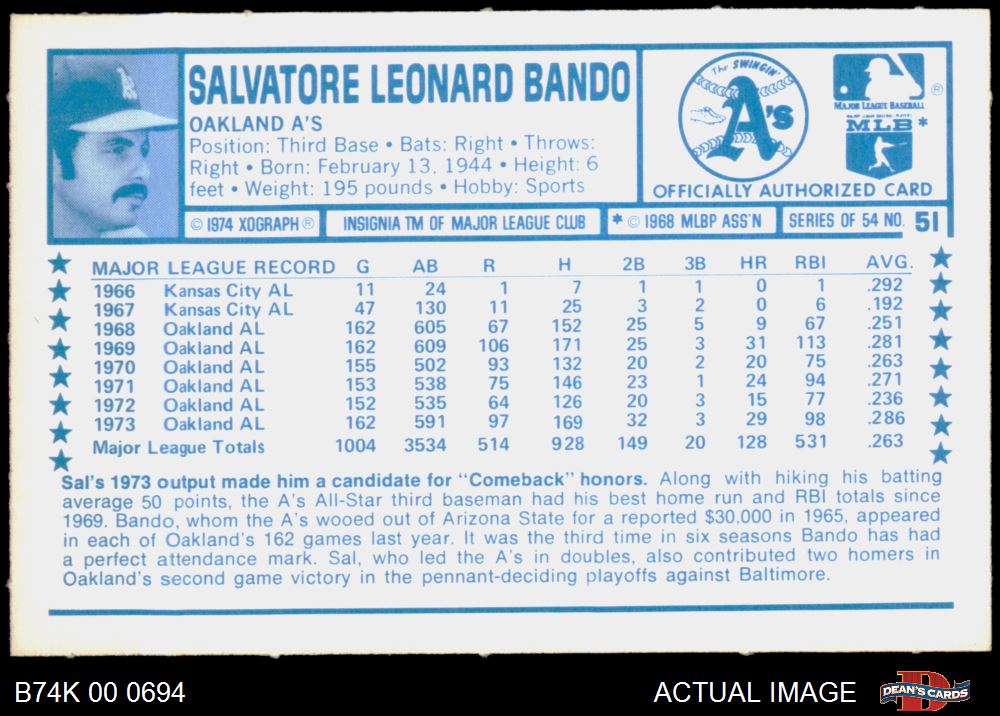 SALVATORE LEONARD BANDO
OAKLAND A'S
Position: Third Base • Bats: Right • Throws:
Right • Born: February 13, 1944 • Height: 6
feet • Weight: 195 pounds • Hobby: Sports
The SWINGIN'
A's
MAJOR LEAGUE BASEBALL ®
MLB *
OFFICIALLY AUTHORIZED CARD
© 1974 XOGRAPH ® INSIGNIA TM OF MAJOR LEAGUE CLUB * © 1968 MLBP ASS'N SERIES OF 54 NO. 51
MAJOR LEAGUE RECORD G AB R H 2B 3B HR RBI AVG.
1966 Kansas City AL 11 24 1 7 1 1 0 1 .292
1967 Kansas City AL 47 130 11 25 3 2 0 6 .192
1968 Oakland AL 162 605 67 152 25 5 9 67 .251
1969 Oakland AL 162 609 106 171 25 3 31 113 .281
1970 Oakland AL 155 502 93 132 20 2 20 75 .263
1971 Oakland AL 153 538 75 146 23 1 24 94 .271
1972 Oakland AL 152 535 64 126 20 3 15 77 .236
1973 Oakland AL 162 591 97 169 32 3 29 98 .286
Major League Totals 1004 3534 514 928 149 20 128 531 .263
Sal's 1973 output made him a candidate for "Comeback" honors. Along with hiking his batting
average 50 points, the A's All-Star third baseman had his best home run and RBI totals since
1969. Bando, whom the A's wooed out of Arizona State for a reported $30,000 in 1965, appeared
in each of Oakland's 162 games last year. It was the third time in six seasons Bando has had
a perfect attendance mark. Sal, who led the A's in doubles, also contributed two homers in
Oakland's second game victory in the pennant-deciding playoffs against Baltimore.
B74K 00 0694 ACTUAL IMAGE DEAN'S CARDS